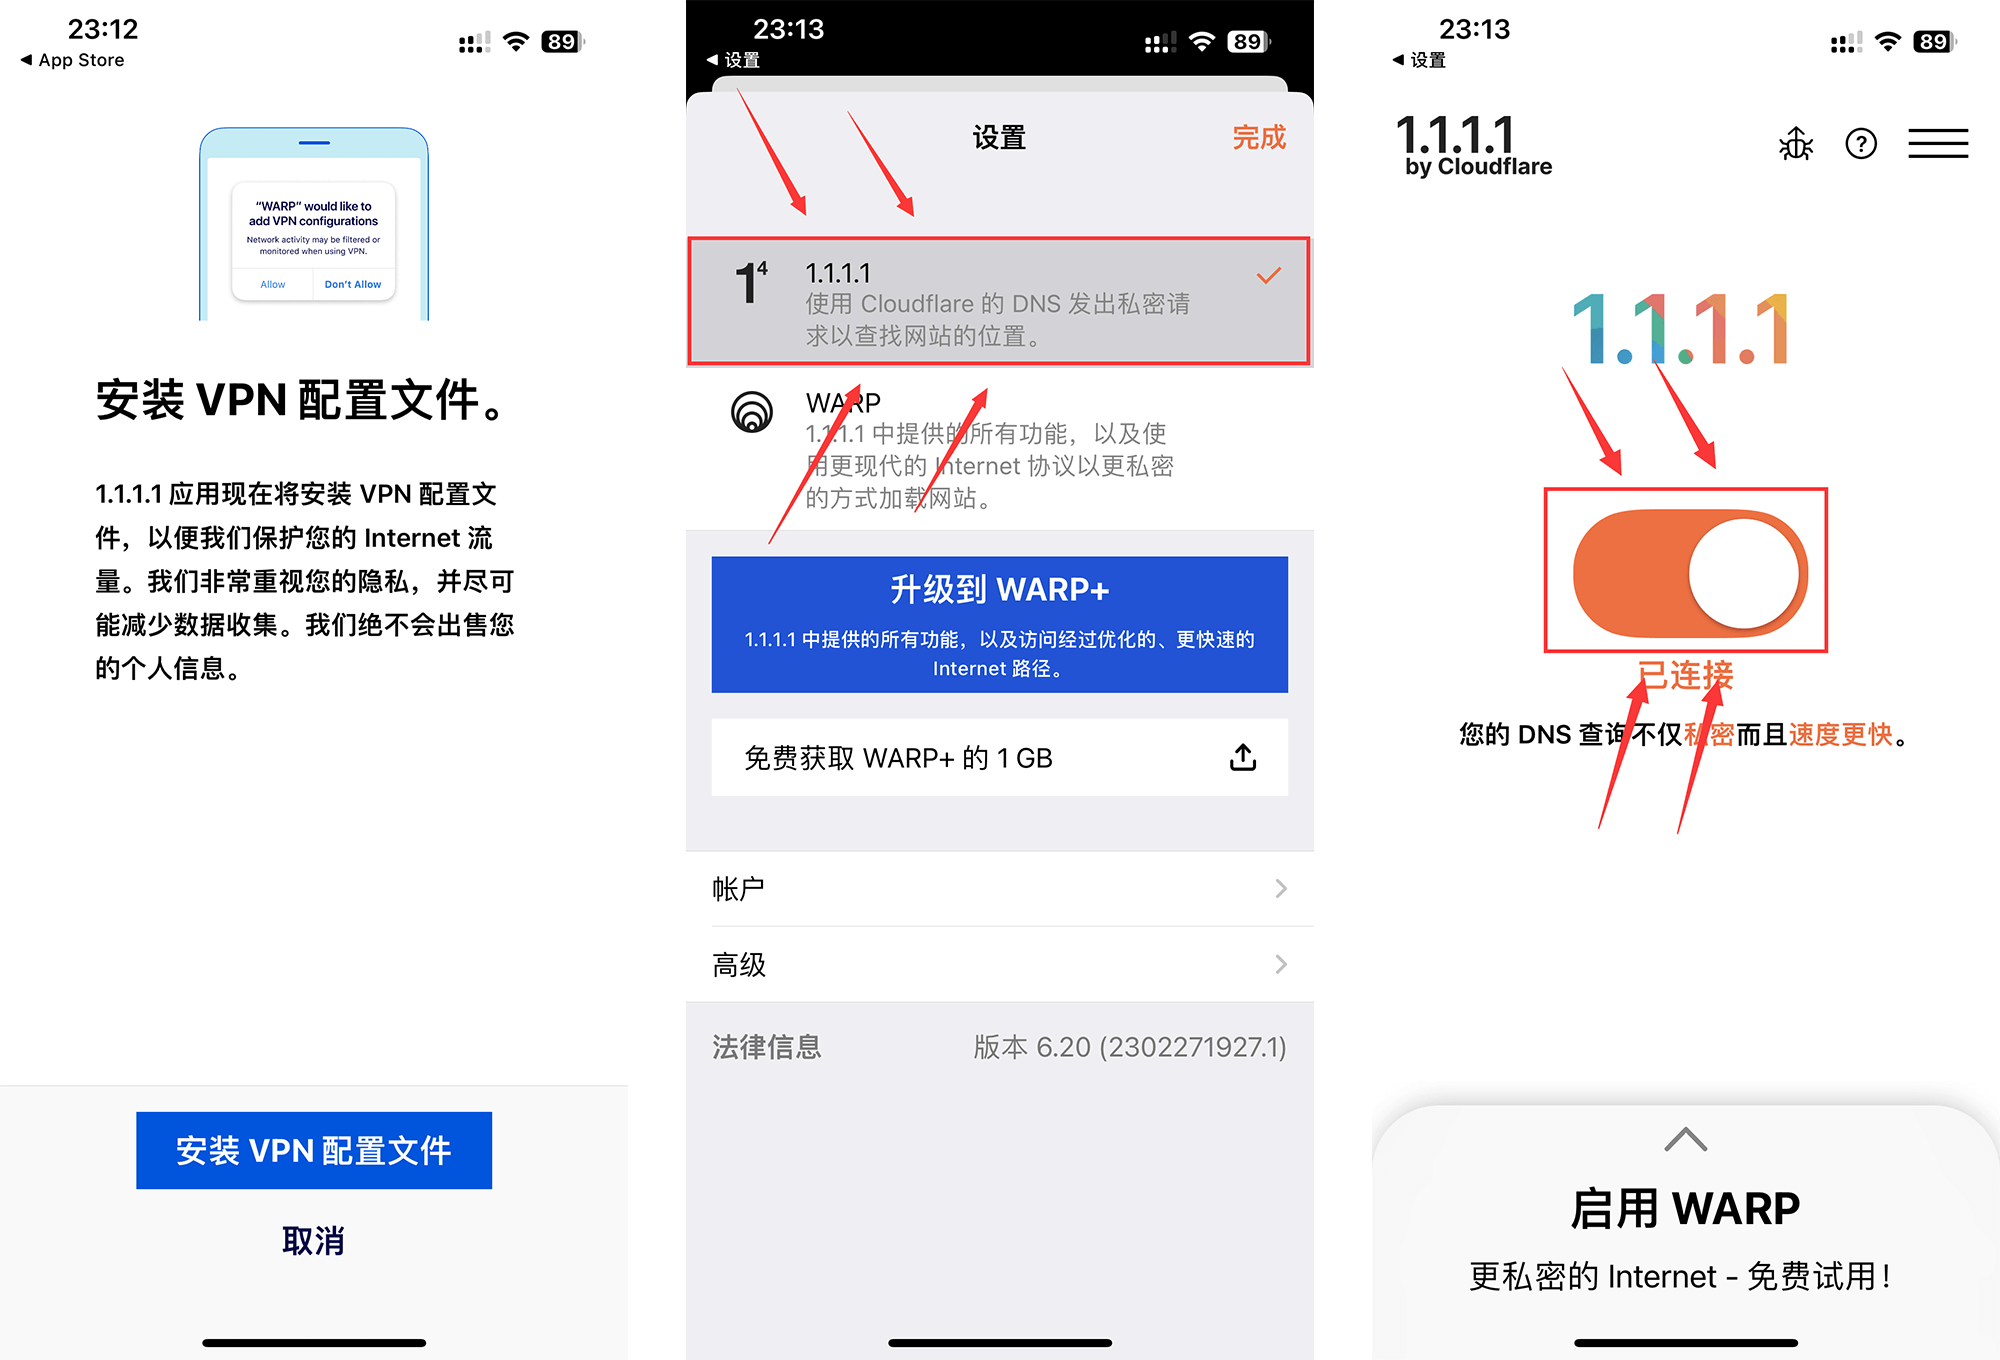 23:12
89
◀ App Store
“WARP” would like to
add VPN configurations
Network activity may be filtered or
monitored when using VPN.
Allow
Don’t Allow
安装 VPN 配置文件。
1.1.1.1 应用现在将安装 VPN 配置文
件，以便我们保护您的 Internet 流
量。我们非常重视您的隐私，并尽可
能减少数据收集。我们绝不会出售您
的个人信息。
安装 VPN 配置文件
取消
23:13
89
◀ 设置
设置
完成
1⁴
1.1.1.1
使用 Cloudflare 的 DNS 发出私密请
求以查找网站的位置。
WARP
1.1.1.1 中提供的所有功能，以及使
用更现代的 Internet 协议以更私密
的方式加载网站。
升级到 WARP+
1.1.1.1 中提供的所有功能，以及访问经过优化的、更快速的
Internet 路径。
免费获取 WARP+ 的 1 GB
帐户
高级
法律信息
版本 6.20 (2302271927.1)
23:13
89
◀ 设置
1.1.1.1
by Cloudflare
?
1.1.1.1
已连接
您的 DNS 查询不仅私密而且速度更快。
启用 WARP
更私密的 Internet - 免费试用！